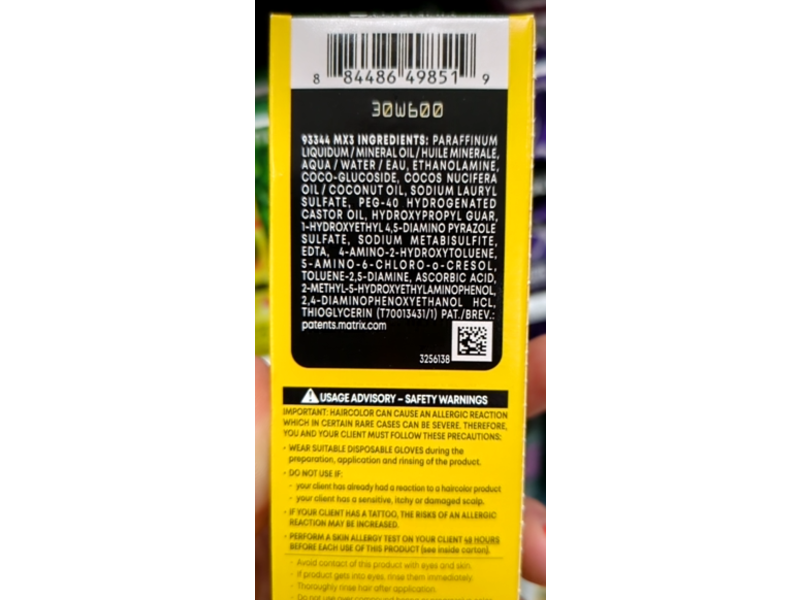 8 84486 49851 9
30W600
93344 MX3 INGREDIENTS: PARAFFINUM
LIQUIDUM / MINERAL OIL / HUILE MINERALE,
AQUA / WATER / EAU, ETHANOLAMINE,
COCO-GLUCOSIDE, COCOS NUCIFERA
OIL / COCONUT OIL, SODIUM LAURYL
SULFATE, PEG-40 HYDROGENATED
CASTOR OIL, HYDROXYPROPYL GUAR,
1-HYDROXYETHYL 4,5-DIAMINO PYRAZOLE
SULFATE, SODIUM METABISULFITE,
EDTA, 4-AMINO-2-HYDROXYTOLUENE,
5-AMINO-6-CHLORO-o-CRESOL,
TOLUENE-2,5-DIAMINE, ASCORBIC ACID,
2-METHYL-5-HYDROXYETHYLAMINOPHENOL,
2,4-DIAMINOPHENOXYETHANOL HCL,
THIOGLYCERIN (T70013431/1) PAT./BREV.:
patents.matrix.com
3256138
USAGE ADVISORY – SAFETY WARNINGS
IMPORTANT: HAIRCOLOR CAN CAUSE AN ALLERGIC REACTION
WHICH IN CERTAIN RARE CASES CAN BE SEVERE. THEREFORE,
YOU AND YOUR CLIENT MUST FOLLOW THESE PRECAUTIONS:
• WEAR SUITABLE DISPOSABLE GLOVES during the
preparation, application and rinsing of the product.
• DO NOT USE IF:
- your client has already had a reaction to a haircolor product
- your client has a sensitive, itchy or damaged scalp.
• IF YOUR CLIENT HAS A TATTOO, THE RISKS OF AN ALLERGIC
REACTION MAY BE INCREASED.
• PERFORM A SKIN ALLERGY TEST ON YOUR CLIENT 48 HOURS
BEFORE EACH USE OF THIS PRODUCT (see inside carton).
- Avoid contact of this product with eyes and skin.
- If product gets into eyes, rinse them immediately.
- Thoroughly rinse hair after application.
- Do not use over